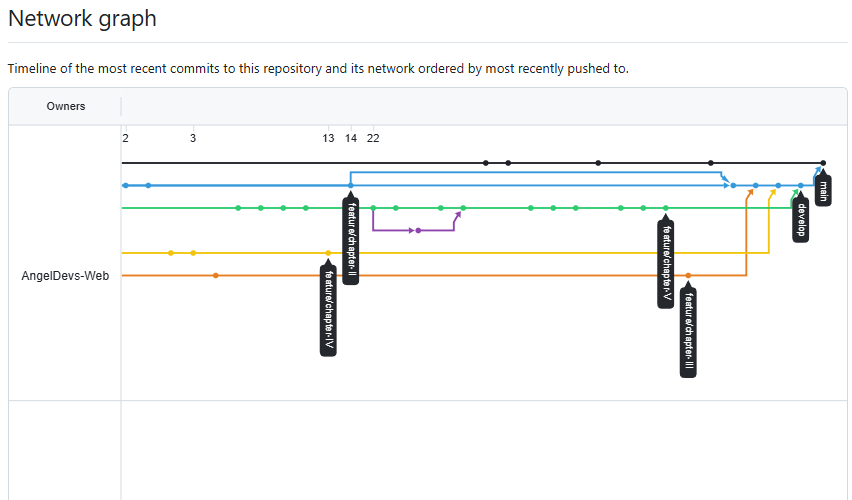 Network graph
Timeline of the most recent commits to this repository and its network ordered by most recently pushed to.
Owners
2 3 13 14 22
main
feature/chapter-II
develop
feature/chapter-V
AngelDevs-Web
feature/chapter-IV
feature/chapter-III